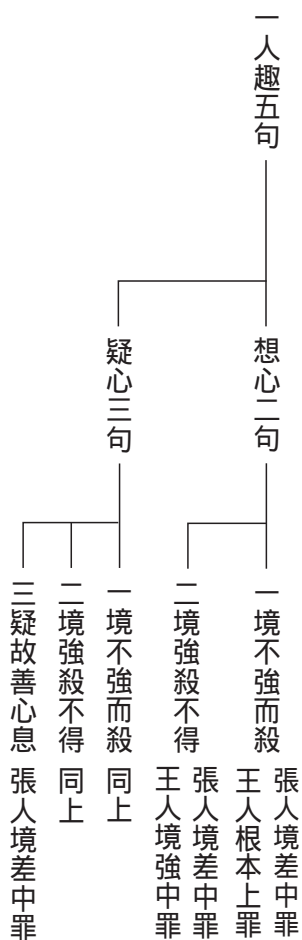 一人趣五句
想心二句
一境不強而殺
張人境差中罪
王人根本上罪
二境強殺不得
張人境差中罪
王人境強中罪
疑心三句
一境不強而殺
同上
二境強殺不得
同上
三疑故善心息
張人境差中罪